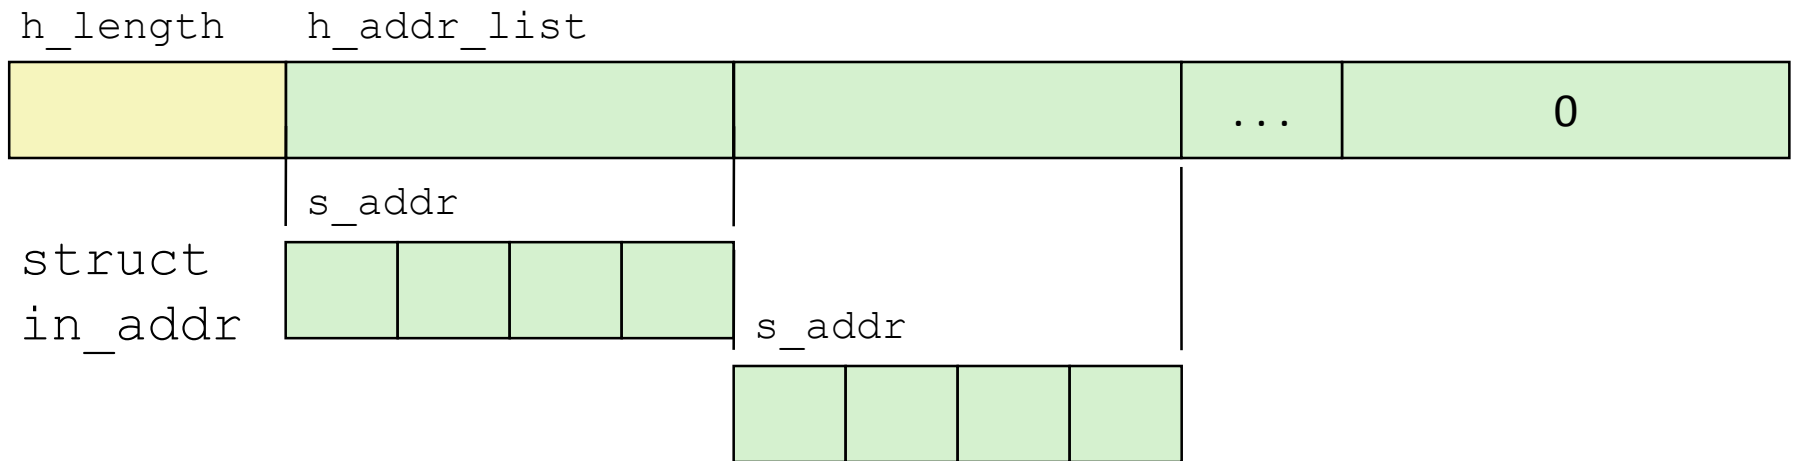 h_length h_addr_list
... 0
s_addr
struct
in_addr
s_addr